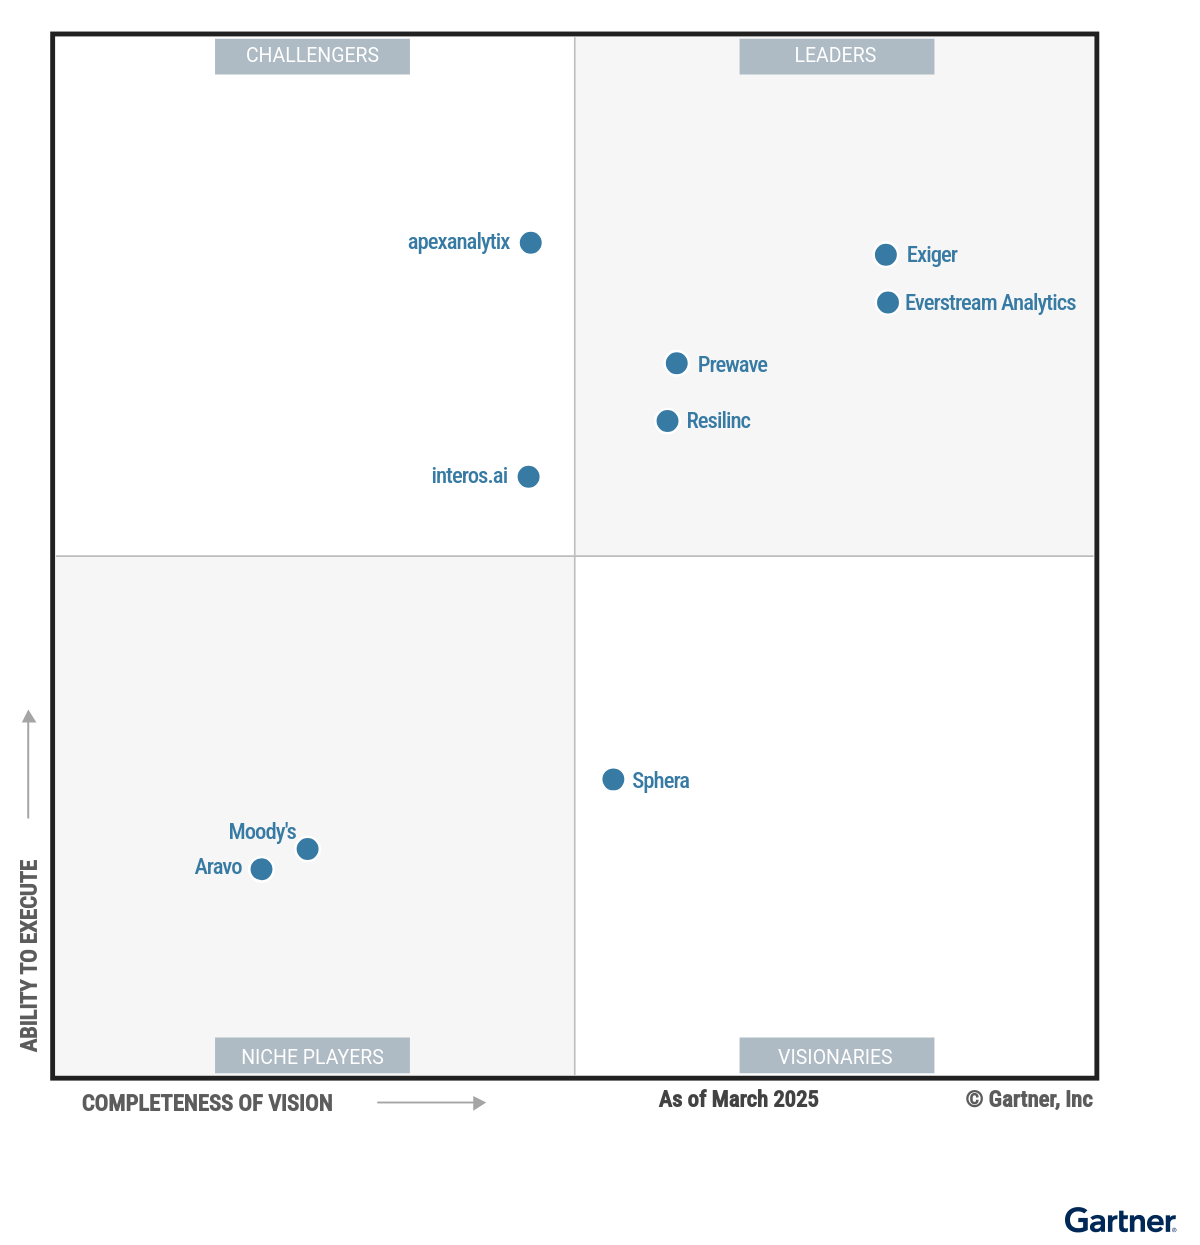 CHALLENGERS
LEADERS
apexanalytix
Exiger
Everstream Analytics
Prewave
Resilinc
interos.ai
Sphera
Moody's
Aravo
ABILITY TO EXECUTE
NICHE PLAYERS
VISIONARIES
COMPLETENESS OF VISION
As of March 2025
© Gartner, Inc
Gartner®